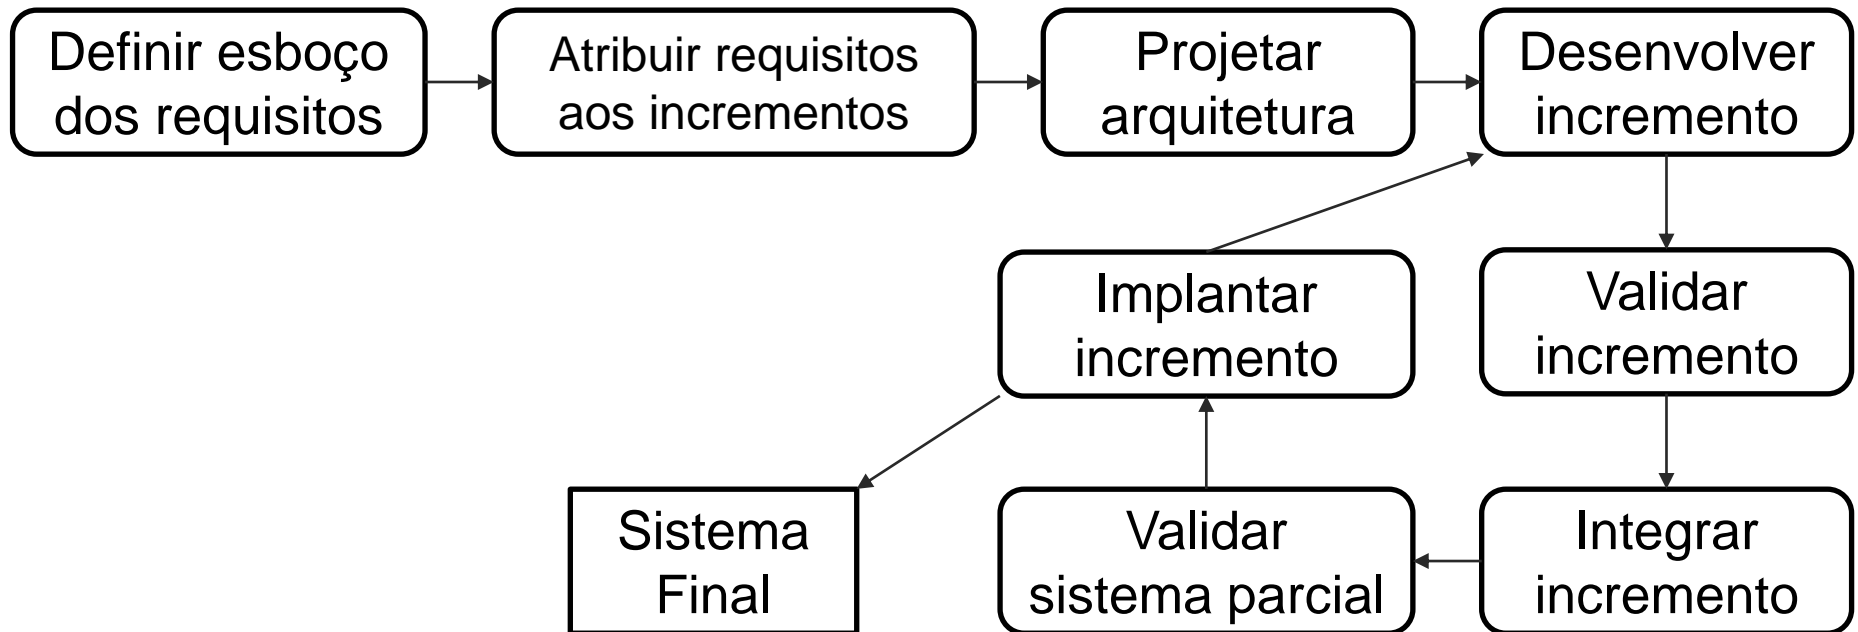 Definir esboço
dos requisitos
Atribuir requisitos
aos incrementos
Projetar
arquitetura
Desenvolver
incremento
Implantar
incremento
Validar
incremento
Sistema
Final
Validar
sistema parcial
Integrar
incremento